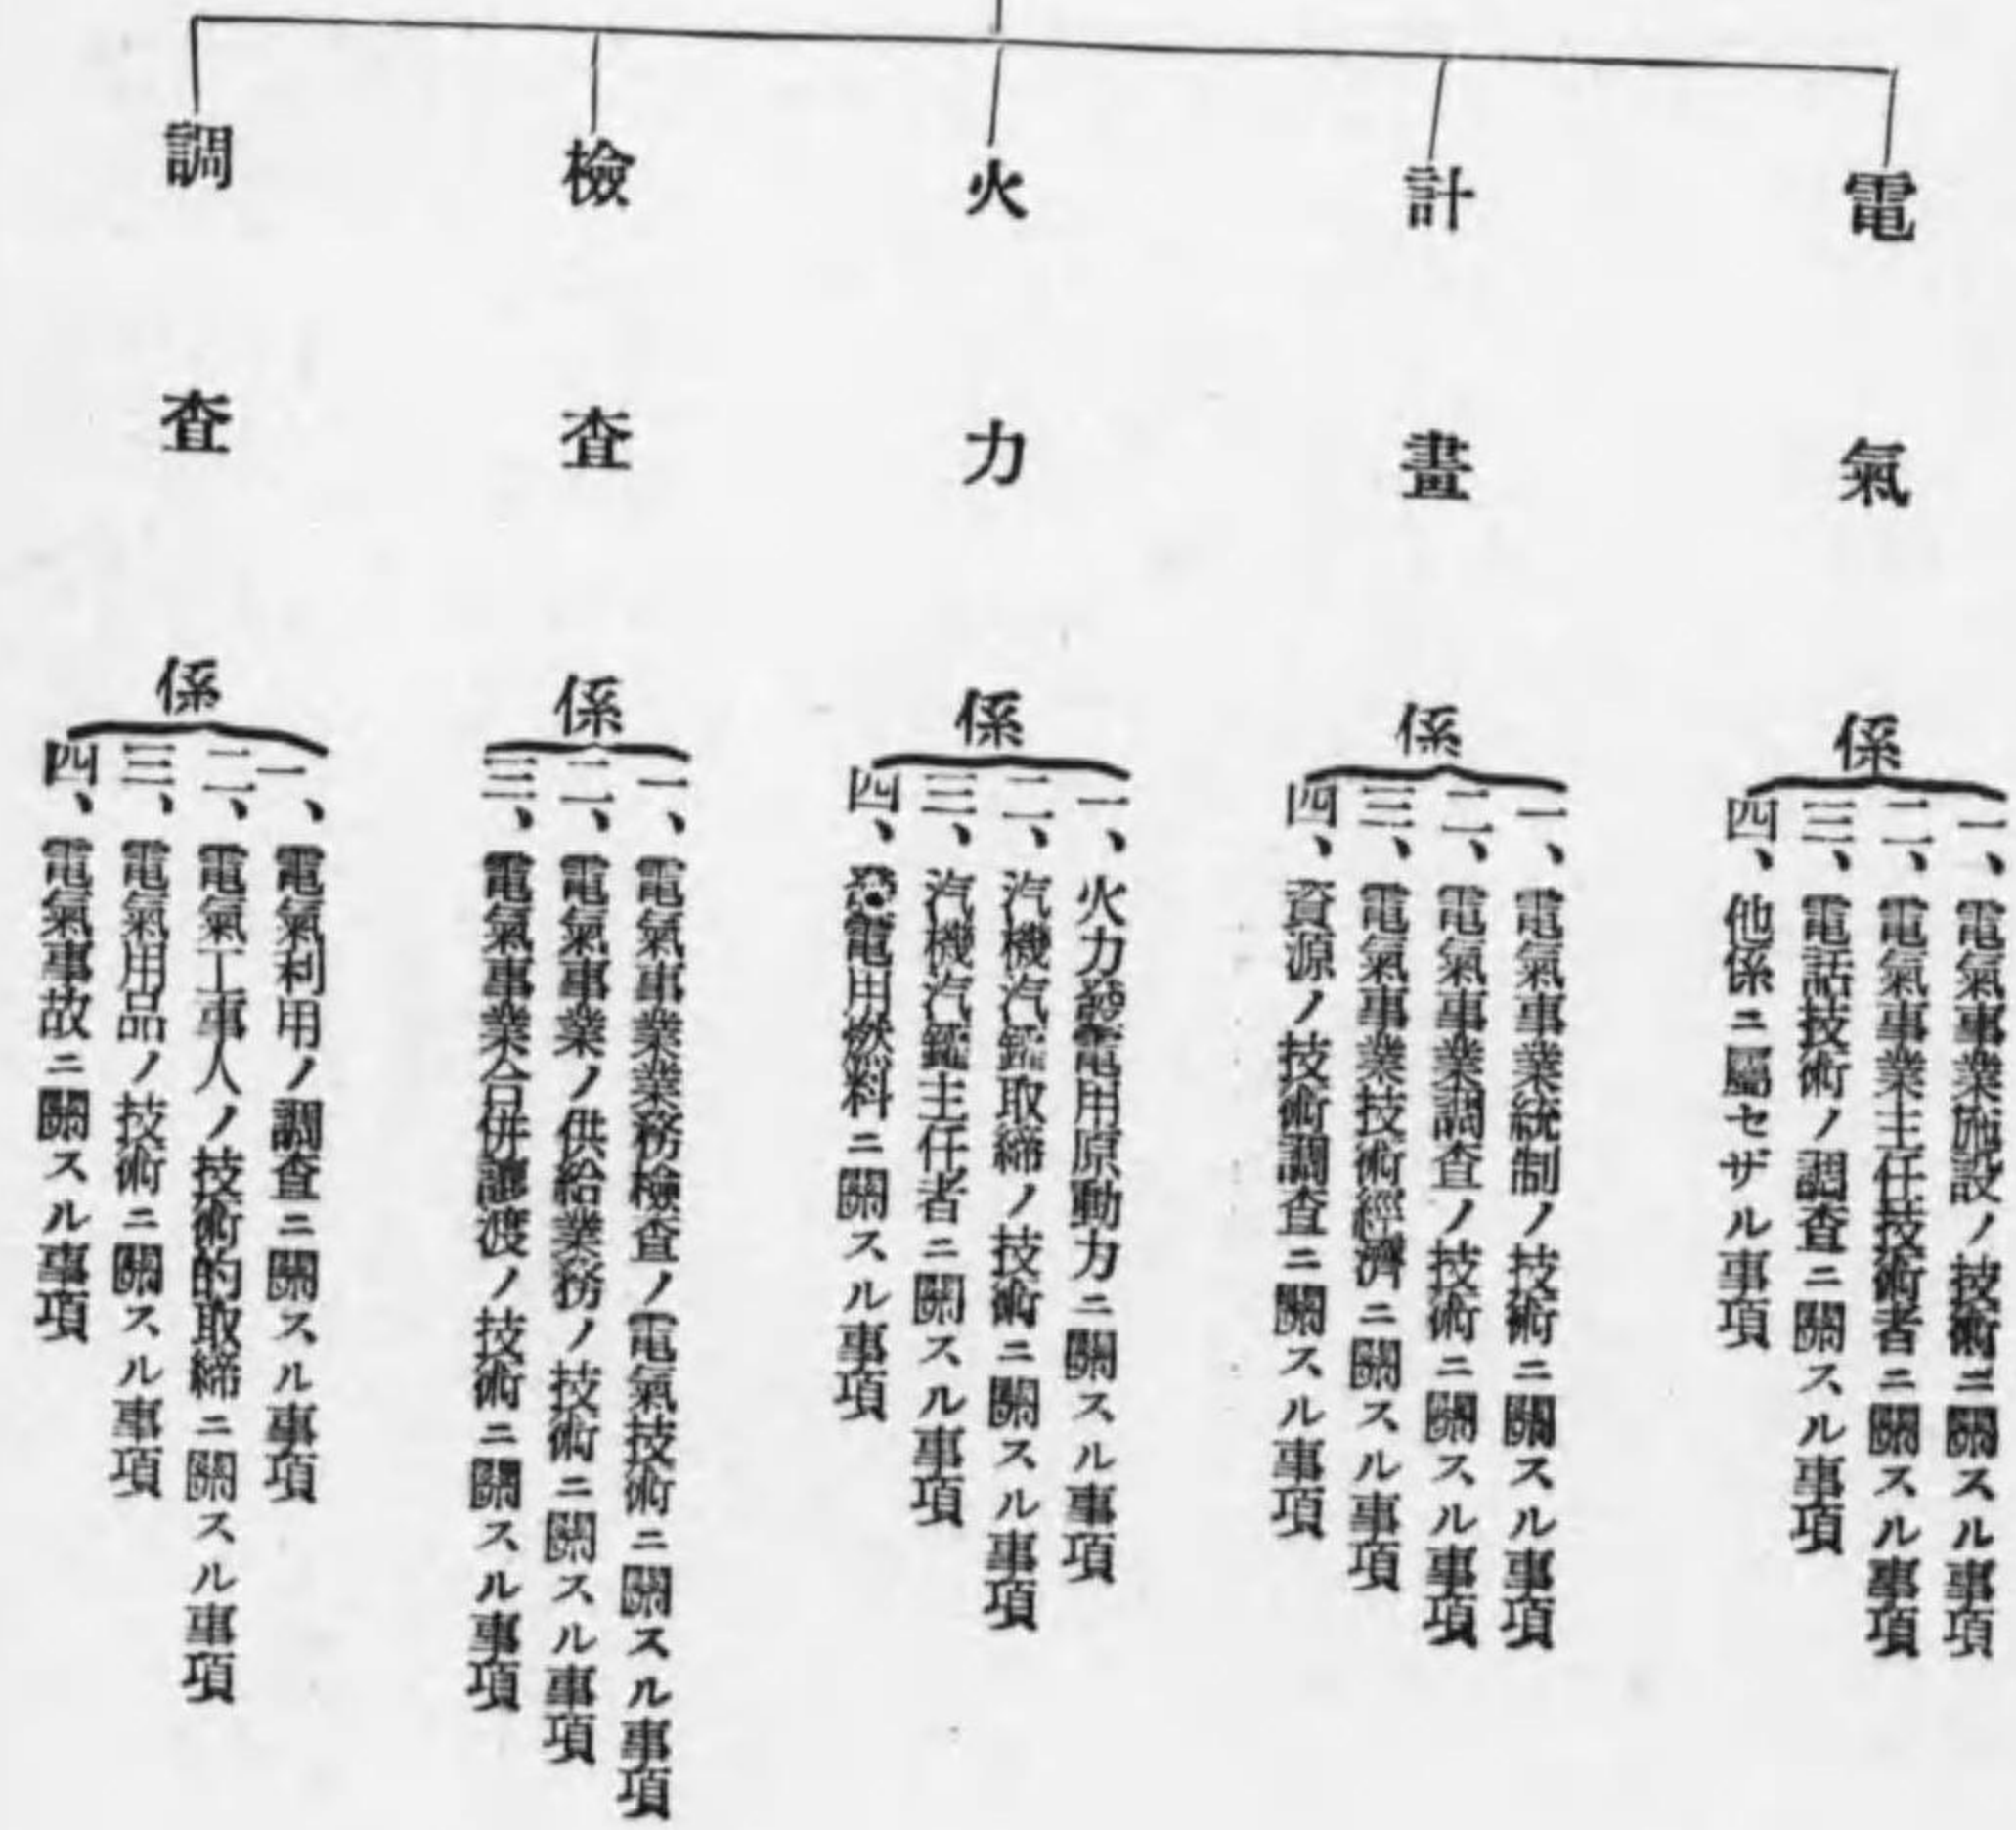 電氣係
一、電氣事業施設ノ技術ニ關スル事項
二、電氣事業主任技術者ニ關スル事項
三、電話技術ノ調査ニ關スル事項
四、他係ニ屬セザル事項
計畫係
一、電氣事業統制ノ技術ニ關スル事項
二、電氣事業調査ノ技術ニ關スル事項
三、電氣事業技術經濟ニ關スル事項
四、資源ノ技術調査ニ關スル事項
火力係
一、火力發電用原動力ニ關スル事項
二、汽機汽鑵取締ノ技術ニ關スル事項
三、汽機汽鑵主任者ニ關スル事項
四、發電用燃料ニ關スル事項
檢查係
一、電氣事業業務檢查ノ電氣技術ニ關スル事項
二、電氣事業ノ供給業務ノ技術ニ關スル事項
三、電氣事業合併讓渡ノ技術ニ關スル事項
調查係
一、電氣利用ノ調查ニ關スル事項
二、電氣工事人ノ技術的取締ニ關スル事項
三、電氣用品ノ技術ニ關スル事項
四、電氣事故ニ關スル事項